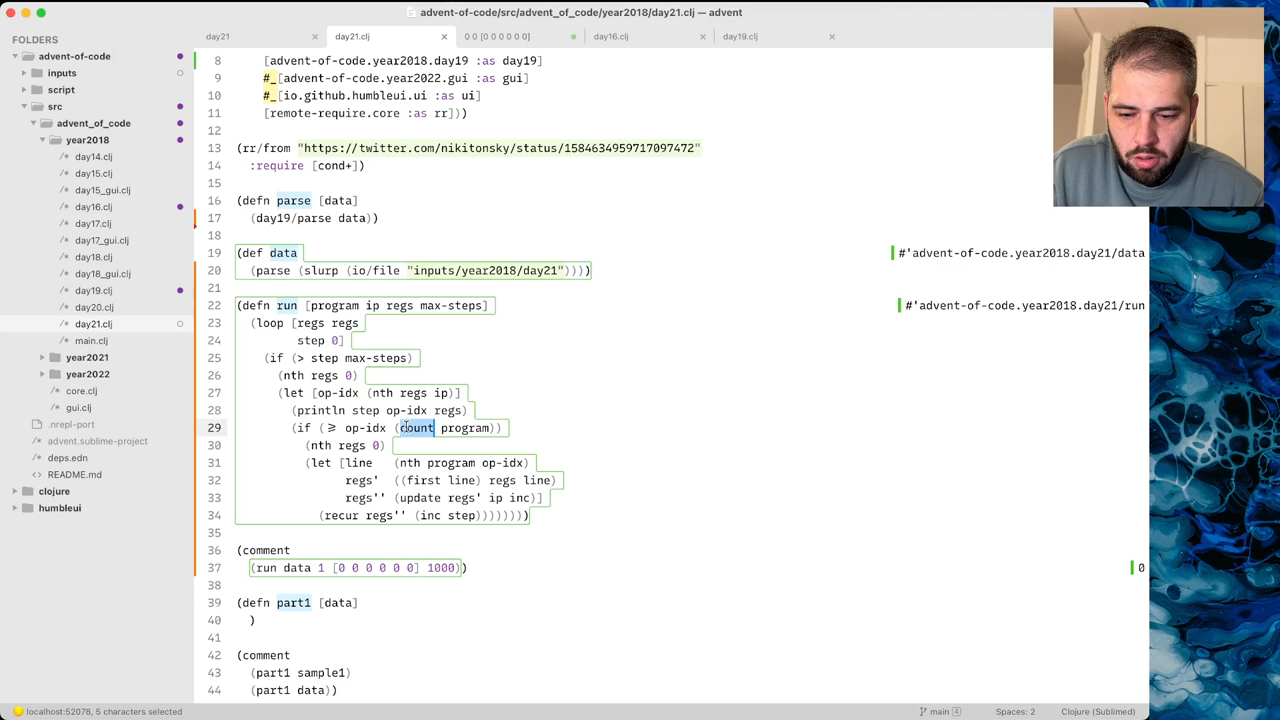 advent-of-code/src/advent_of_code/year2018/day21.clj — advent
FOLDERS
advent-of-code
inputs
script
src
advent_of_code
year2018
day14.clj
day15.clj
day15_gui.clj
day16.clj
day17.clj
day17_gui.clj
day18.clj
day18_gui.clj
day19.clj
day20.clj
day21.clj
main.clj
year2021
year2022
core.clj
gui.clj
.nrepl-port
advent.sublime-project
deps.edn
README.md
clojure
humbleui
day21
day21.clj
0 0 [0 0 0 0 0 0]
day16.clj
day19.clj
8 [advent-of-code.year2018.day19 :as day19]
9 #_[advent-of-code.year2022.gui :as gui]
10 #_[io.github.humbleui.ui :as ui]
11 [remote-require.core :as rr]))
12
13 (rr/from "https://twitter.com/nikitonsky/status/1584634959717097472"
14 :require [cond+])
15
16 (defn parse [data]
17 (day19/parse data))
18
19 (def data #'advent-of-code.year2018.day21/data
20 (parse (slurp (io/file "inputs/year2018/day21"))))
21
22 (defn run [program ip regs max-steps] #'advent-of-code.year2018.day21/run
23 (loop [regs regs
24 step 0]
25 (if (> step max-steps)
26 (nth regs 0)
27 (let [op-idx (nth regs ip)]
28 (println step op-idx regs)
29 (if (≥ op-idx (count program))
30 (nth regs 0)
31 (let [line (nth program op-idx)
32 regs' ((first line) regs line)
33 regs'' (update regs' ip inc)]
34 (recur regs'' (inc step)))))))
35
36 (comment
37 (run data 1 [0 0 0 0 0 0] 1000)) 0
38
39 (defn part1 [data]
40 )
41
42 (comment
43 (part1 sample1)
44 (part1 data))
localhost:52078, 5 characters selected
main 4
Spaces: 2
Clojure (Sublimed)